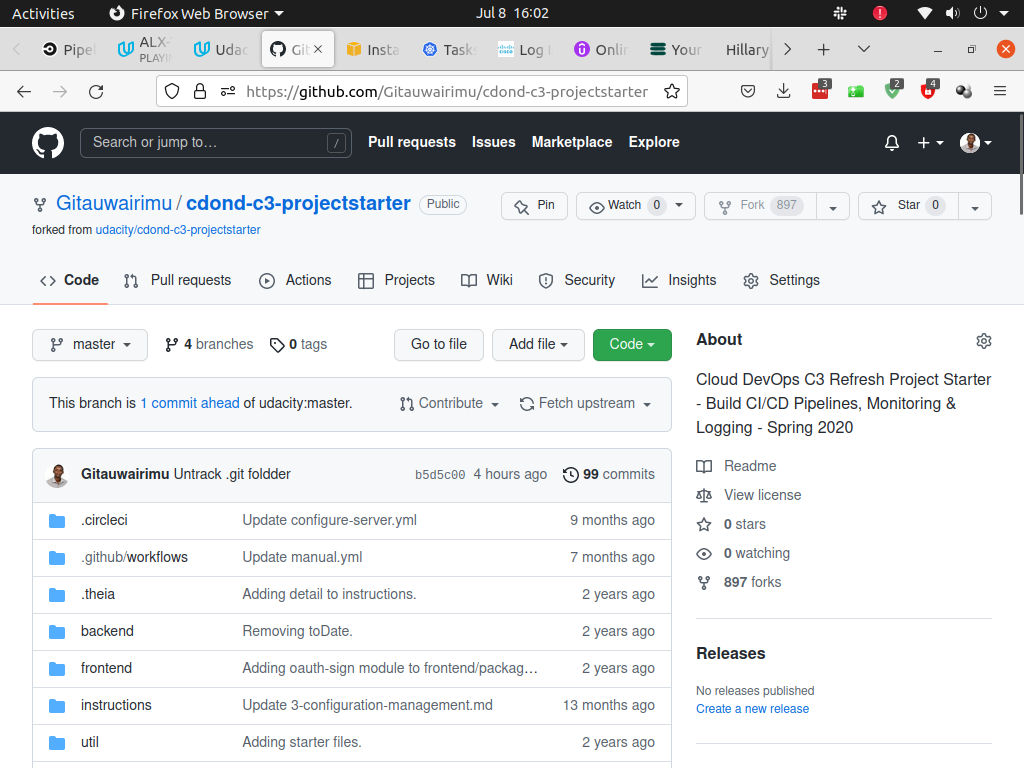 Activities Firefox Web Browser Jul 8 16:02
Pipel ALX-T Udac Git Insta Task Log I Onlin Your Hillary
PLAYI
https://github.com/Gitauwairimu/cdond-c3-projectstarter 3 2 4
Search or jump to… / Pull requests Issues Marketplace Explore
Gitauwairimu / cdond-c3-projectstarter Public Pin Watch 0 Fork 897 Star 0
forked from udacity/cdond-c3-projectstarter
Code Pull requests Actions Projects Wiki Security Insights Settings
master 4 branches 0 tags Go to file Add file Code
This branch is 1 commit ahead of udacity:master. Contribute Fetch upstream
Gitauwairimu Untrack .git foldder b5d5c00 4 hours ago 99 commits
.circleci Update configure-server.yml 9 months ago
.github/workflows Update manual.yml 7 months ago
.theia Adding detail to instructions. 2 years ago
backend Removing toDate. 2 years ago
frontend Adding oauth-sign module to frontend/packag… 2 years ago
instructions Update 3-configuration-management.md 13 months ago
util Adding starter files. 2 years ago
About
Cloud DevOps C3 Refresh Project Starter
- Build CI/CD Pipelines, Monitoring &
Logging - Spring 2020
Readme
View license
0 stars
0 watching
897 forks
Releases
No releases published
Create a new release